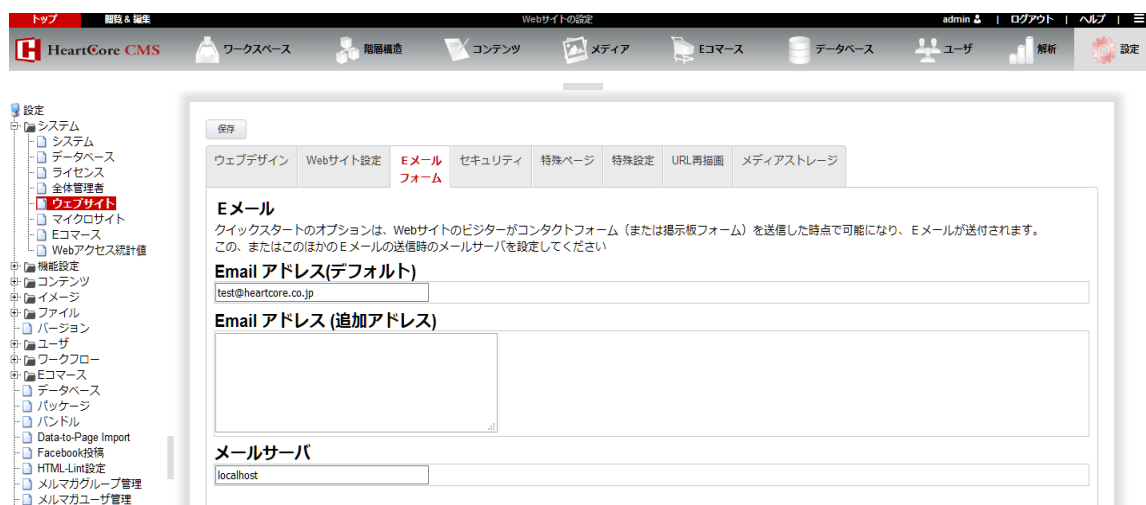 トップ 閲覧 & 編集 Webサイトの設定 admin | ログアウト | ヘルプ |
HeartCore CMS ワークスペース 階層構造 コンテンツ メディア Eコマース データベース ユーザ 解析 設定
設定
システム
システム
データベース
ライセンス
全体管理者
ウェブサイト
マイクロサイト
Eコマース
Webアクセス統計値
機能設定
コンテンツ
イメージ
ファイル
バージョン
ユーザ
ワークフロー
Eコマース
データベース
パッケージ
バンドル
Data-to-Page Import
Facebook投稿
HTML-Lint設定
メルマガグループ管理
メルマガユーザ管理
保存
ウェブデザイン Webサイト設定 Eメール フォーム セキュリティ 特殊ページ 特殊設定 URL再描画 メディアストレージ
Eメール
クイックスタートのオプションは、Webサイトのビジターがコンタクトフォーム（または掲示板フォーム）を送信した時点で可能になり、Eメールが送付されます。
この、またはこのほかのEメールの送信時のメールサーバを設定してください
Email アドレス(デフォルト)
test@heartcore.co.jp
Email アドレス (追加アドレス)
メールサーバ
localhost